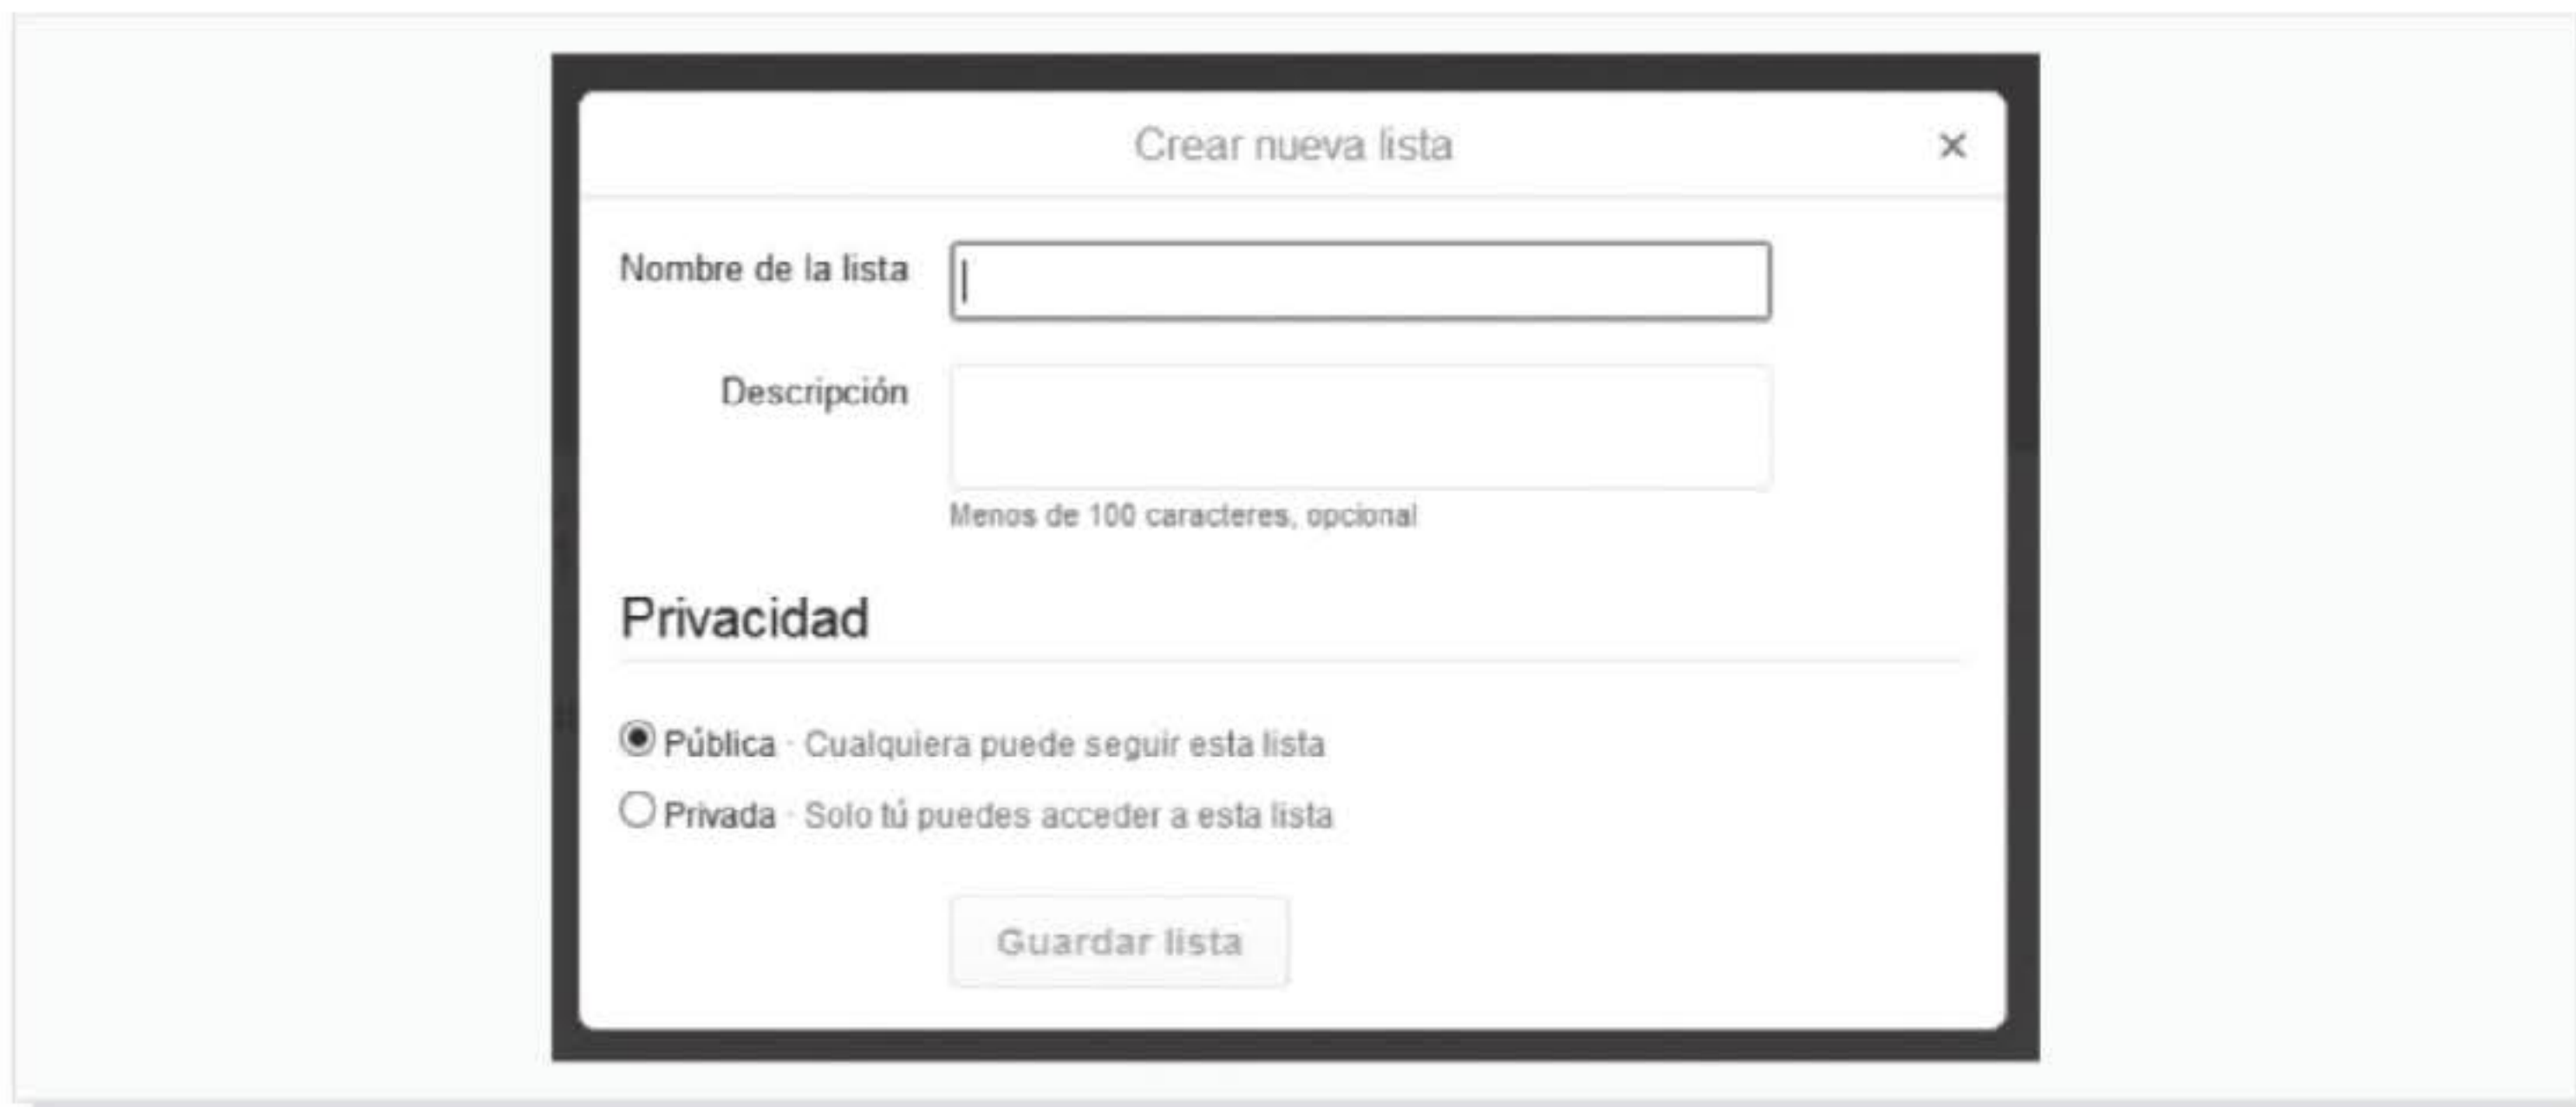 Crear nueva lista ×
Nombre de la lista
Descripción
Menos de 100 caracteres, opcional
Privacidad
Pública · Cualquiera puede seguir esta lista
Privada · Solo tú puedes acceder a esta lista
Guardar lista